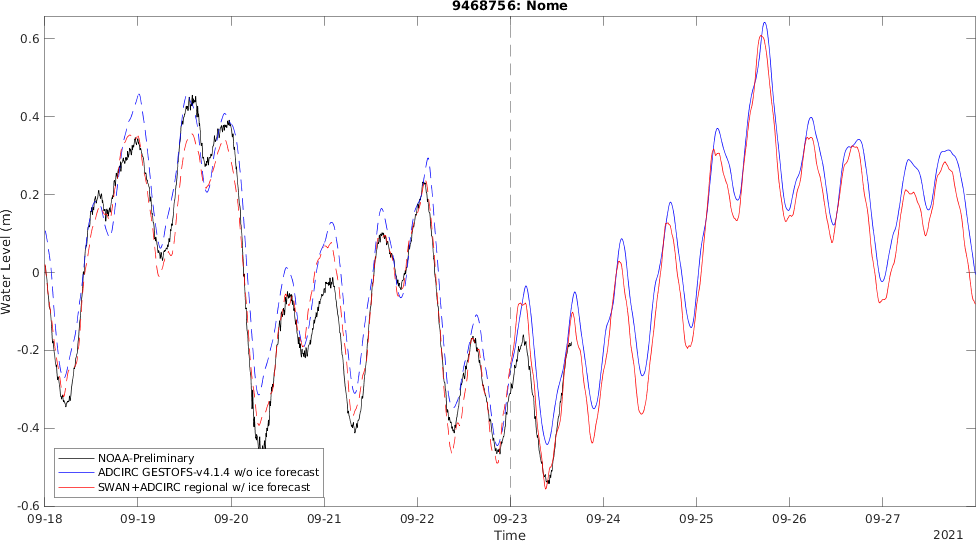 9468756: Nome
0.6
0.4
0.2
0
-0.2
-0.4
-0.6
Water Level (m)
NOAA-Preliminary
ADCIRC GESTOFS-v4.1.4 w/o ice forecast
SWAN+ADCIRC regional w/ ice forecast
09-18 09-19 09-20 09-21 09-22 09-23 09-24 09-25 09-26 09-27
Time
2021